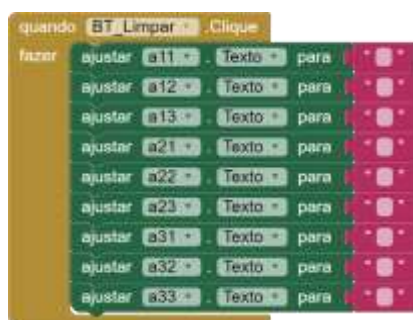 quando BT_Limpar .Clique
fazer ajustar a11 . Texto para " "
ajustar a12 . Texto para " "
ajustar a13 . Texto para " "
ajustar a21 . Texto para " "
ajustar a22 . Texto para " "
ajustar a23 . Texto para " "
ajustar a31 . Texto para " "
ajustar a32 . Texto para " "
ajustar a33 . Texto para " "